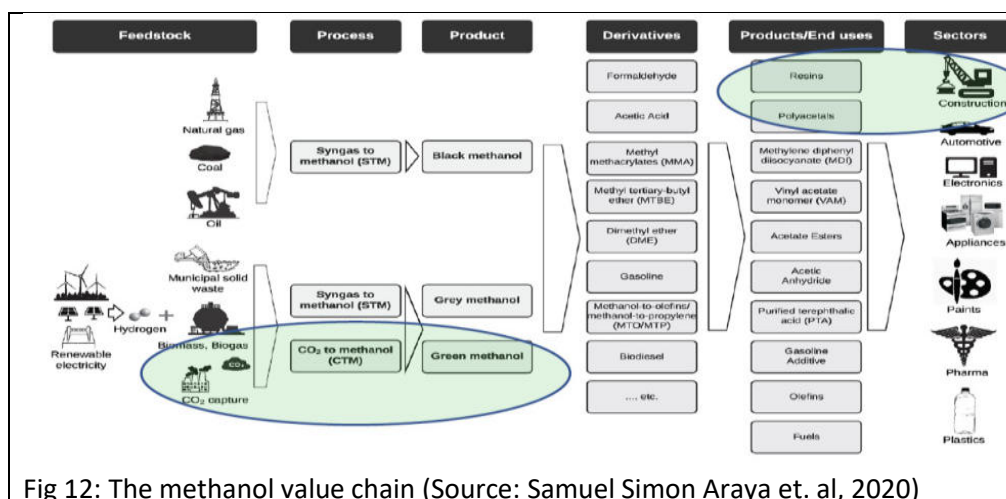 Feedstock
Process
Product
Derivatives
Products/End uses
Sectors
Natural gas
Coal
Oil
Municipal solid
waste
Hydrogen
+
Biomass, Biogas
Renewable
electricity
CO₂
CO₂ capture
Syngas to
methanol (STM)
Syngas to
methanol (STM)
CO₂ to methanol
(CTM)
Black methanol
Grey methanol
Green methanol
Formaldehyde
Acetic Acid
Methyl
methacrylates (MMA)
Methyl tertiary-butyl
ether (MTBE)
Dimethyl ether
(DME)
Gasoline
Methanol-to-olefins/
methanol-to-propylene
(MTO/MTP)
Biodiesel
...., etc.
Resins
Polyacetals
Methylene diphenyl
diisocyanate (MDI)
Vinyl acetate
monomer (VAM)
Acetate Esters
Acetic
Anhydride
Purified terephthalic
acid (PTA)
Gasoline
Additive
Olefins
Fuels
Construction
Automotive
Electronics
Appliances
Paints
Pharma
Plastics
Fig 12: The methanol value chain (Source: Samuel Simon Araya et. al, 2020)